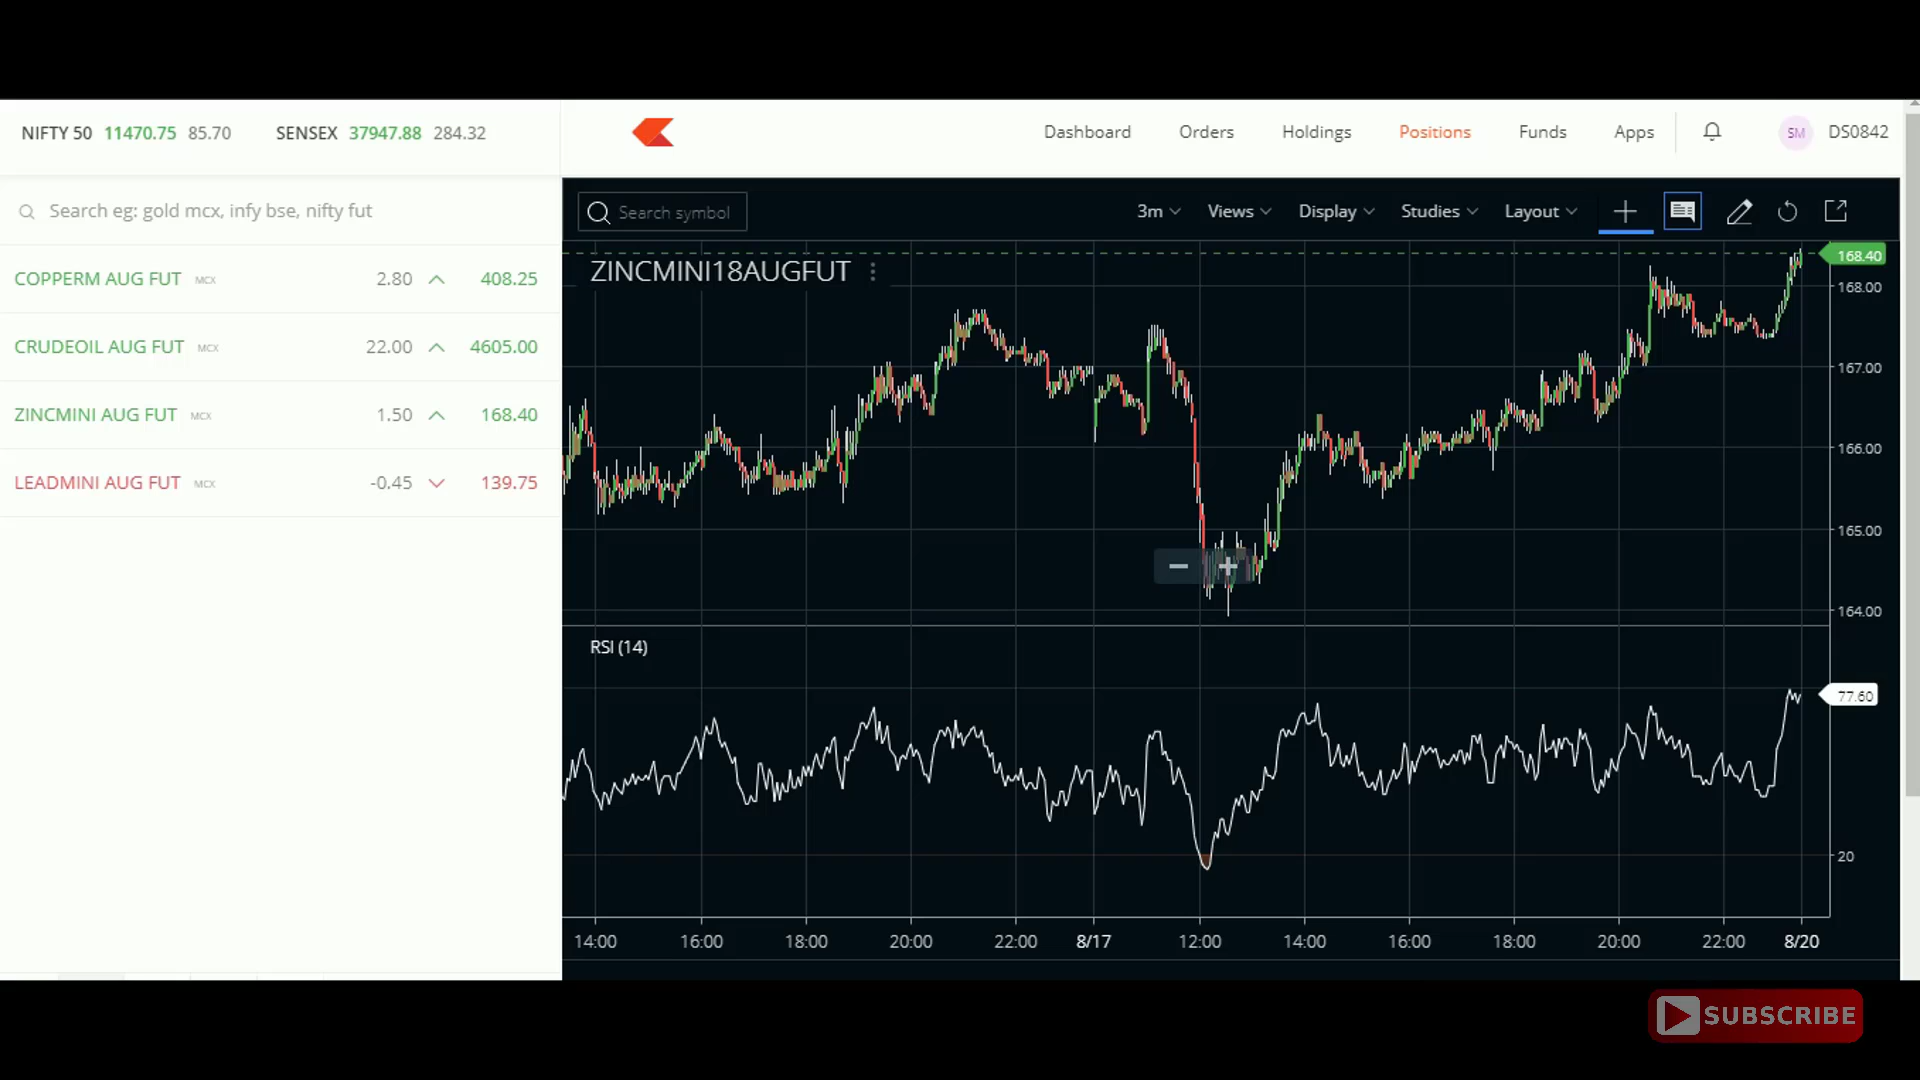 NIFTY 50 11470.75 85.70 SENSEX 37947.88 284.32
Dashboard Orders Holdings Positions Funds Apps SM DS0842
Search eg: gold mcx, infy bse, nifty fut
COPPERM AUG FUT MCX 2.80 408.25
CRUDEOIL AUG FUT MCX 22.00 4605.00
ZINCMINI AUG FUT MCX 1.50 168.40
LEADMINI AUG FUT MCX -0.45 139.75
Search symbol 3m Views Display Studies Layout
ZINCMINI18AUGFUT
168.40
168.00
167.00
166.00
165.00
164.00
RSI (14)
77.60
20
14:00 16:00 18:00 20:00 22:00 8/17 12:00 14:00 16:00 18:00 20:00 22:00 8/20
SUBSCRIBE